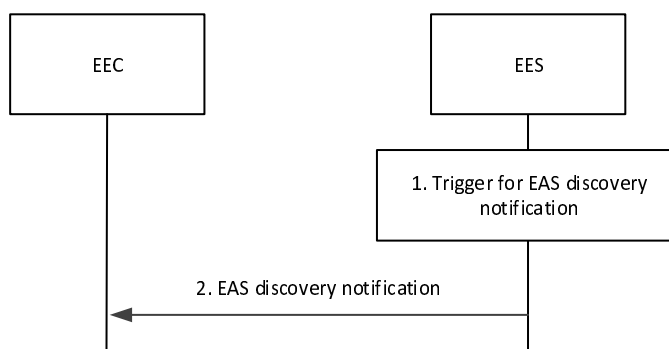 EEC
EES
1. Trigger for EAS discovery
notification
2. EAS discovery notification